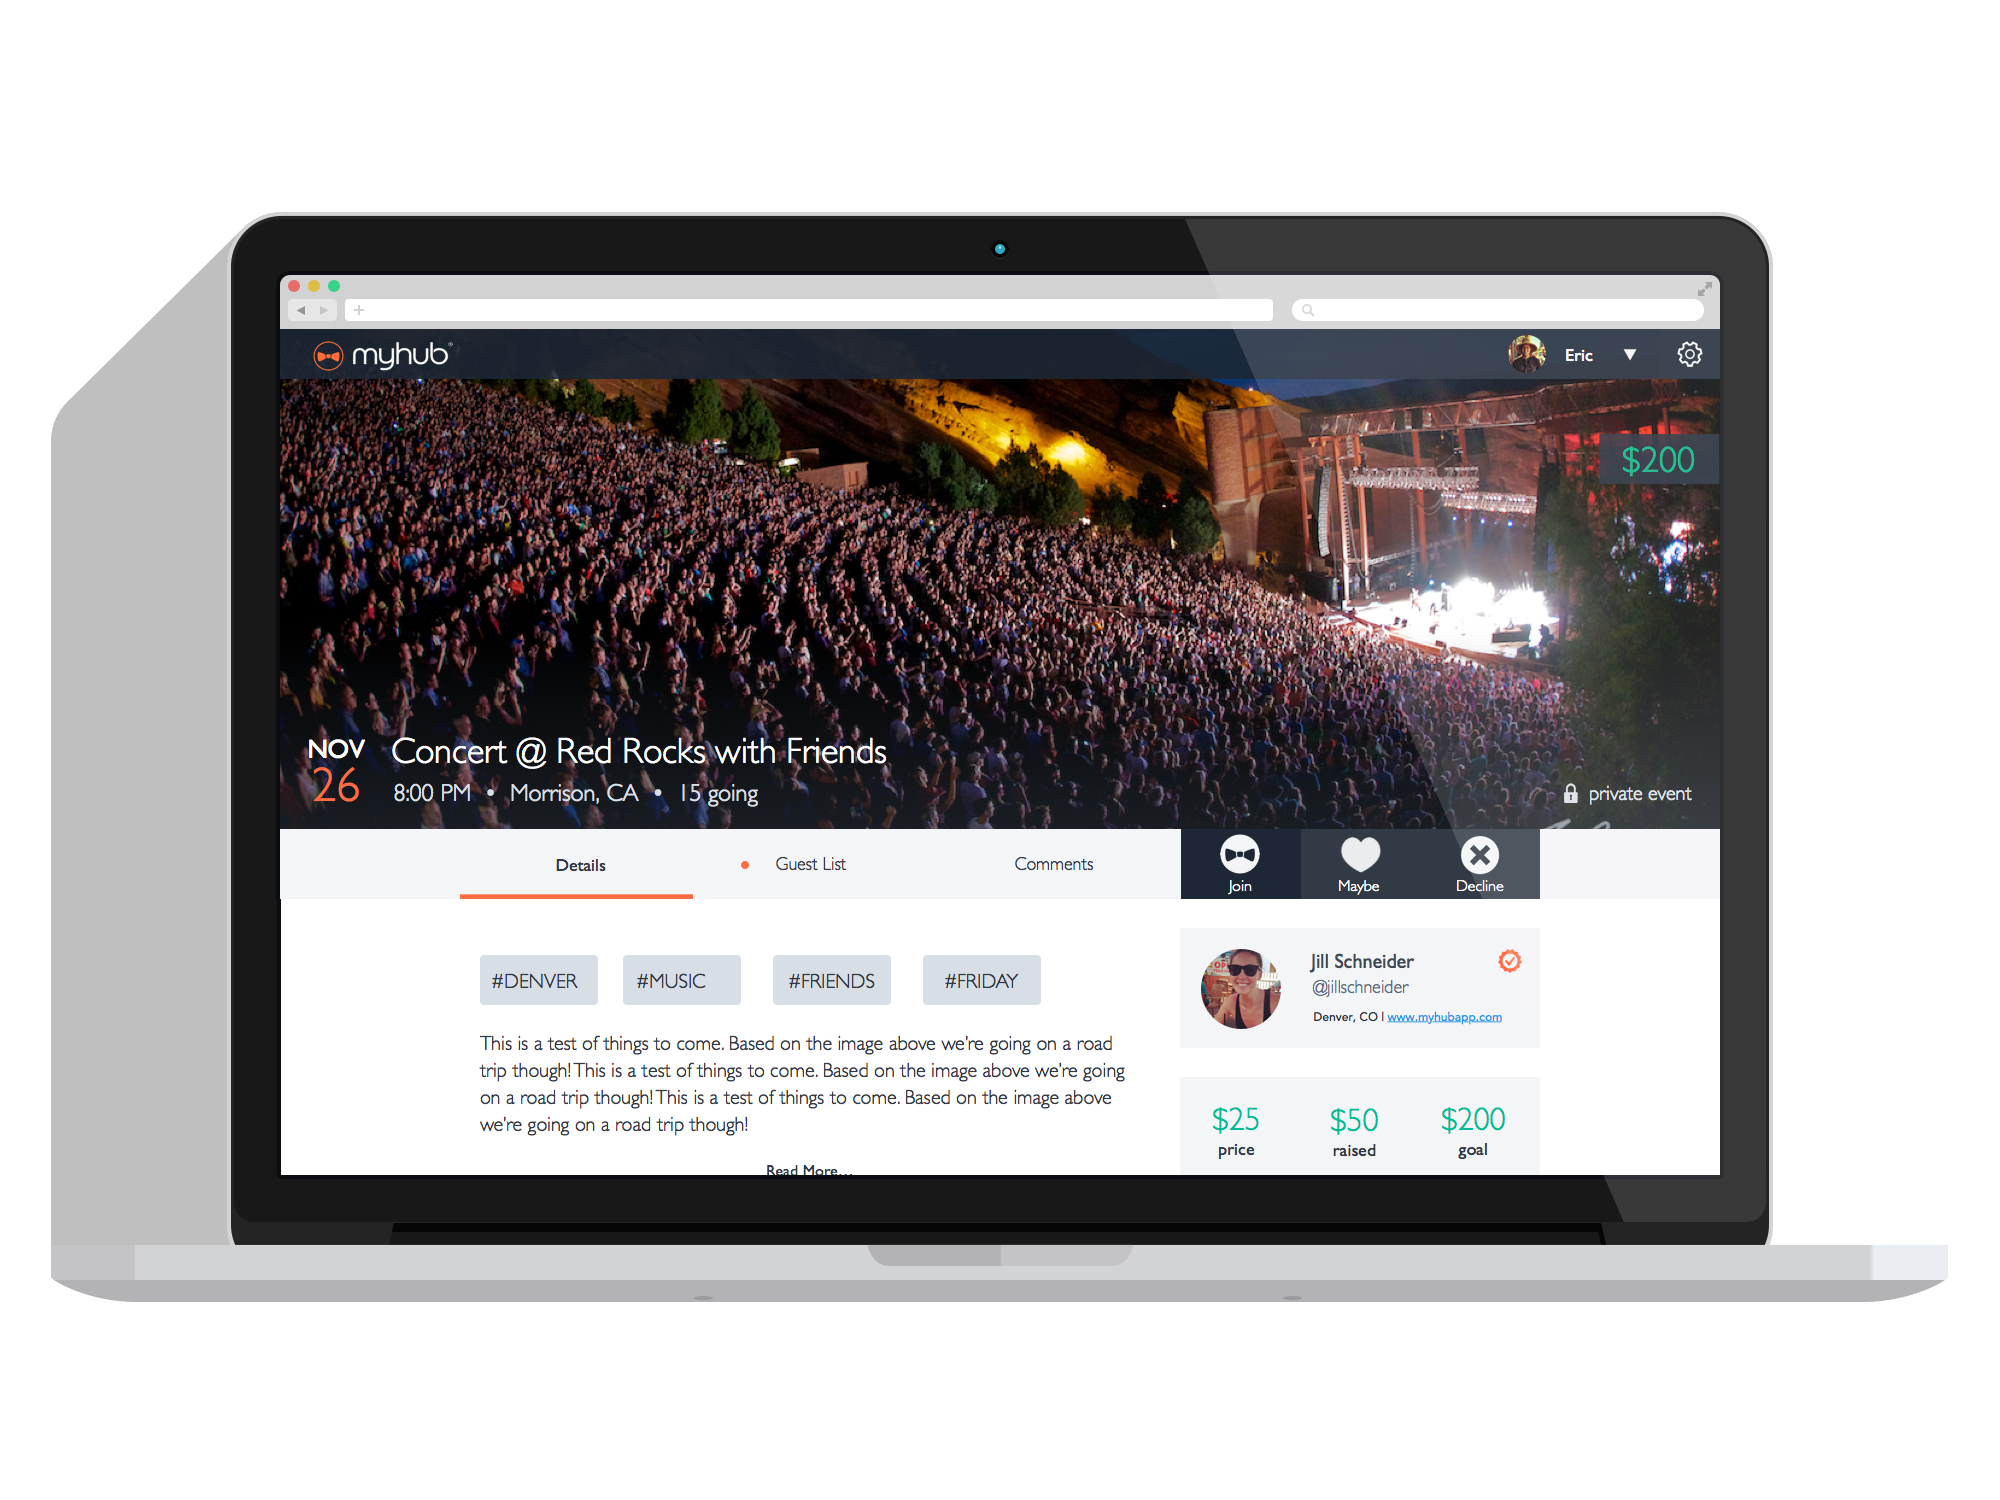 myhub
Eric
$200
NOV
26
Concert @ Red Rocks with Friends
8:00 PM • Morrison, CA • 15 going
private event
Details
Guest List
Comments
Join
Maybe
Decline
#DENVER
#MUSIC
#FRIENDS
#FRIDAY
This is a test of things to come. Based on the image above we're going on a road
trip though! This is a test of things to come. Based on the image above we're going
on a road trip though! This is a test of things to come. Based on the image above
we're going on a road trip though!
Read More...
Jill Schneider
@jillschneider
Denver, CO | www.myhubapp.com
$25
price
$50
raised
$200
goal